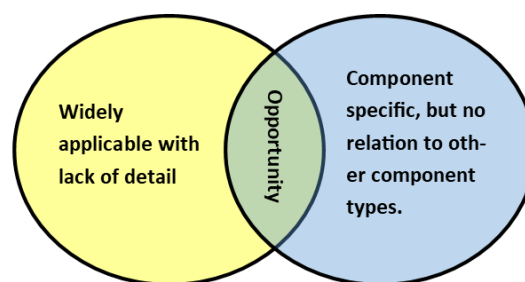 Widely
applicable with
lack of detail
Opportunity
Component
specific, but no
relation to oth-
er component
types.